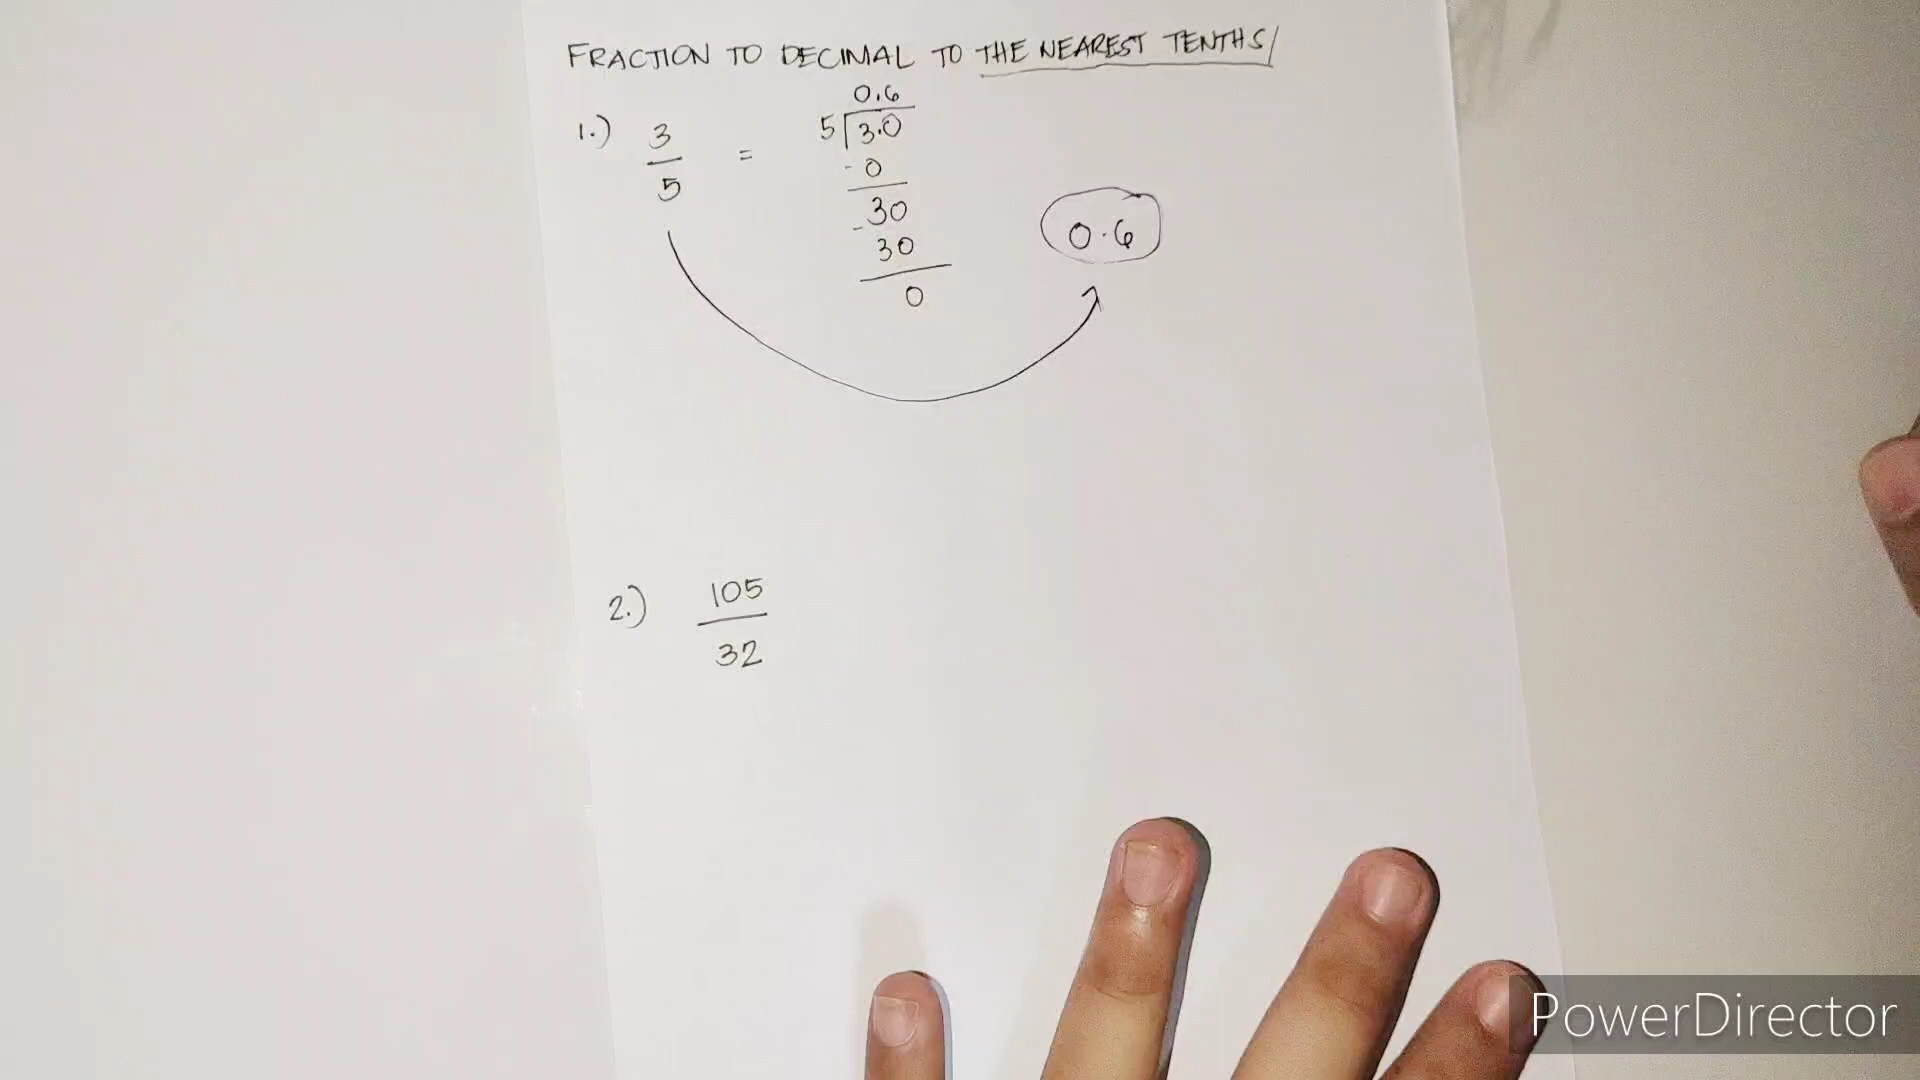 FRACTION TO DECIMAL TO THE NEAREST TENTHS/
0.6
1.) 3/5 = 5 3.0
- 0
30
- 30
0
0.6
2.) 105/32
PowerDirector